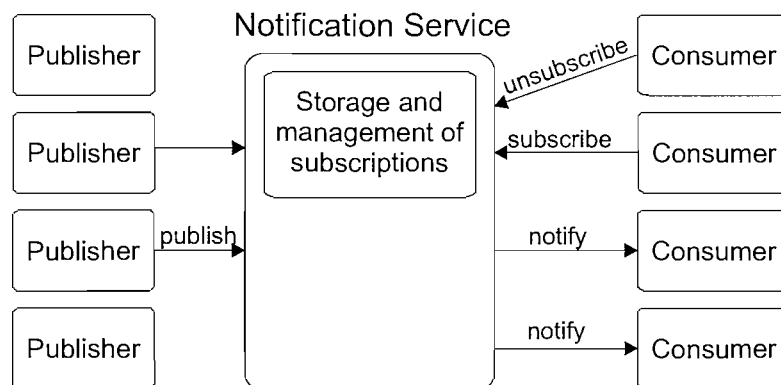 Notification Service
Publisher
Publisher
Publisher
Publisher
publish
Storage and
management of
subscriptions
unsubscribe
subscribe
notify
notify
Consumer
Consumer
Consumer
Consumer